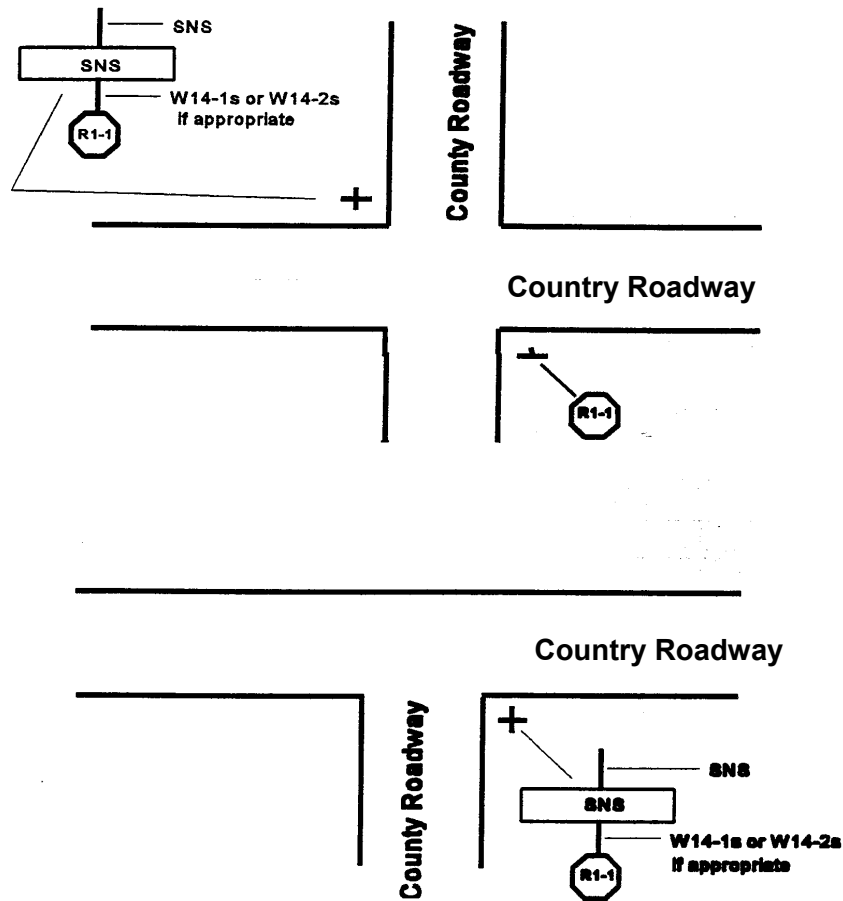 SNS
SNS
W14-1s or W14-2s
if appropriate
R1-1
County Roadway
Country Roadway
R1-1
Country Roadway
County Roadway
SNS
SNS
W14-1s or W14-2s
if appropriate
R1-1